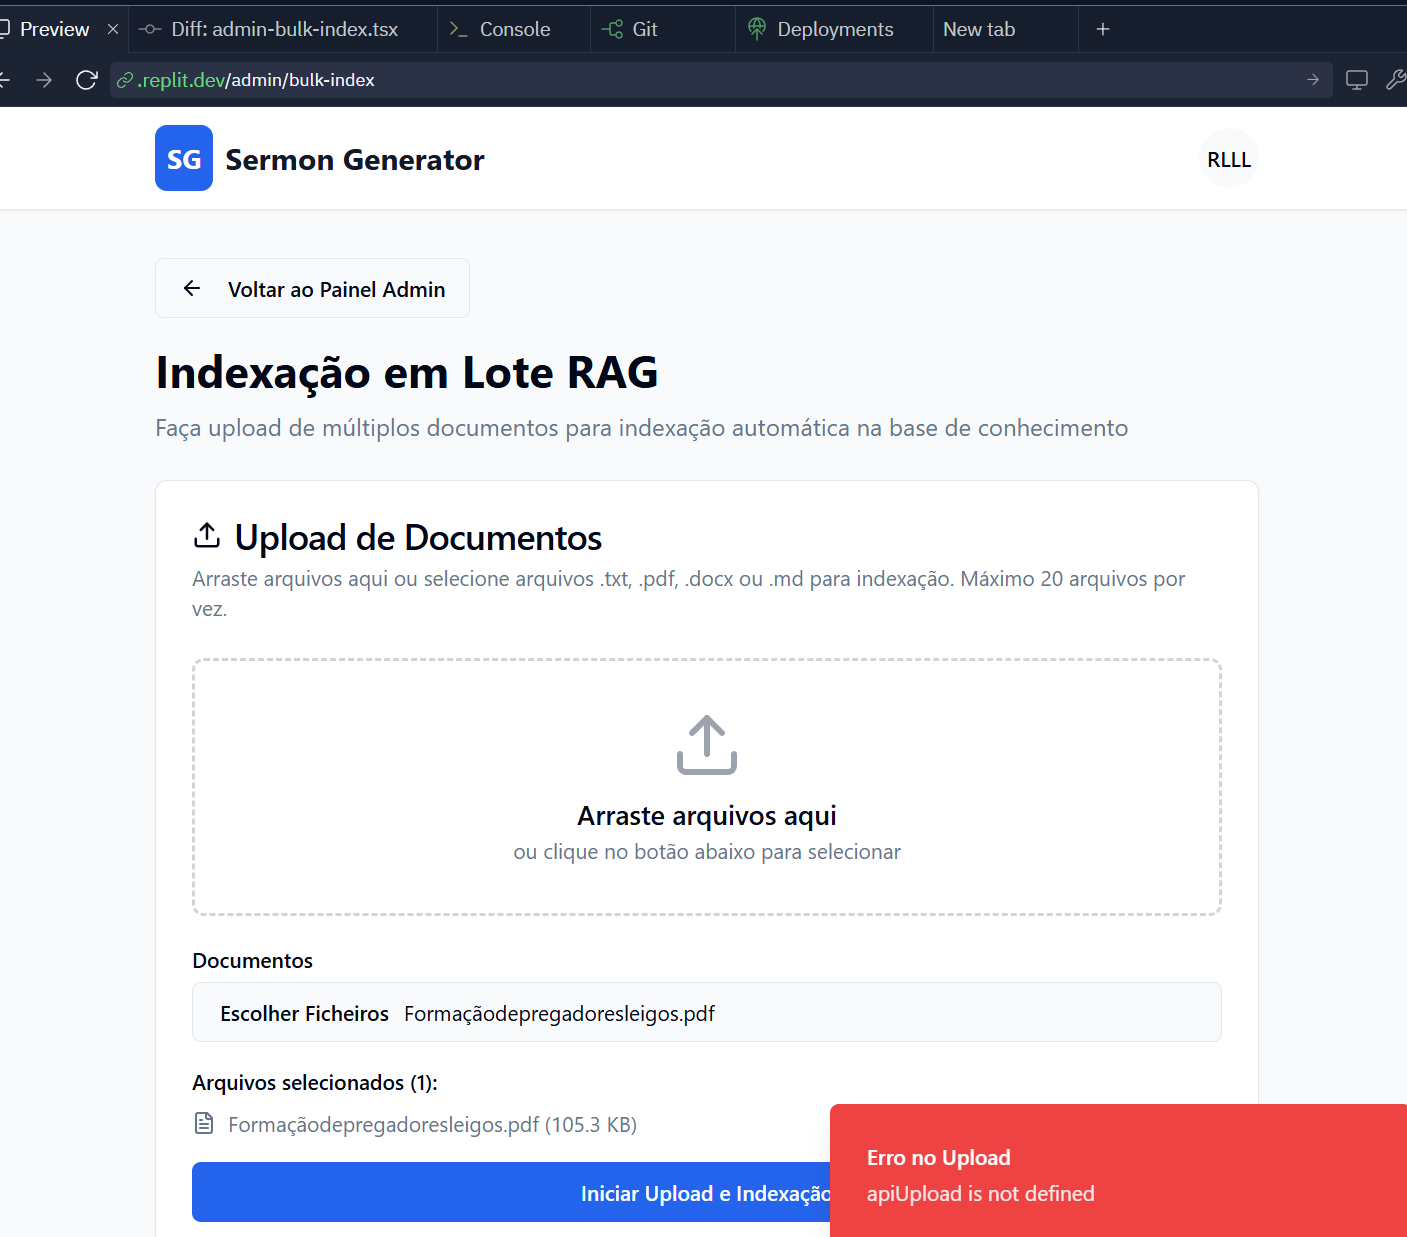 Preview
Diff: admin-bulk-index.tsx
Console
Git
Deployments
New tab
.replit.dev/admin/bulk-index
SG
Sermon Generator
RLLL
Voltar ao Painel Admin
Indexação em Lote RAG
Faça upload de múltiplos documentos para indexação automática na base de conhecimento
Upload de Documentos
Arraste arquivos aqui ou selecione arquivos .txt, .pdf, .docx ou .md para indexação. Máximo 20 arquivos por
vez.
Arraste arquivos aqui
ou clique no botão abaixo para selecionar
Documentos
Escolher Ficheiros Formaçãodepregadoresleigos.pdf
Arquivos selecionados (1):
Formaçãodepregadoresleigos.pdf (105.3 KB)
Iniciar Upload e Indexação
Erro no Upload
apiUpload is not defined